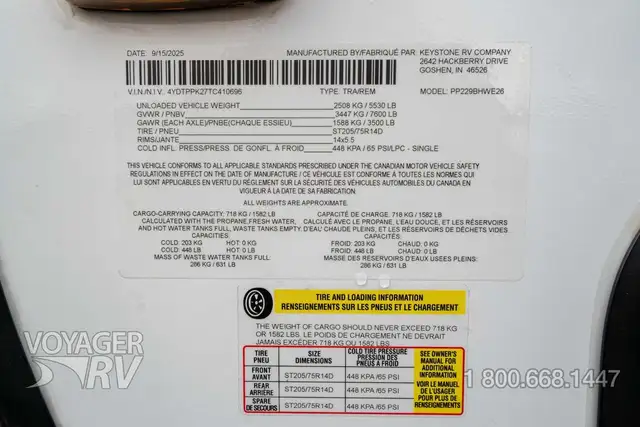 DATE: 9/15/2025
MANUFACTURED BY/FABRIQUÉ PAR: KEYSTONE RV COMPANY
2642 HACKBERRY DRIVE
GOSHEN, IN 46526
V.I.N./N.I.V.: 4YDTPPK27TC410696 TYPE: TRA/REM MODEL: PP229BHWE26
UNLOADED VEHICLE WEIGHT: 2508 KG / 5530 LB
GVWR / PNBV: 3447 KG / 7600 LB
GAWR (EACH AXLE)/PNBE(CHAQUE ESSIEU) 1588 KG / 3500 LB
TIRE / PNEU: ST205/75R14D
RIMS/JANTE: 14x5.5
COLD INFL. PRESS/PRESS. DE GONFL. À FROID: 448 KPA / 65 PSI/LPC - SINGLE
THIS VEHICLE CONFORMS TO ALL APPLICABLE STANDARDS PRESCRIBED UNDER THE CANADIAN MOTOR VEHICLE SAFETY
REGULATIONS IN EFFECT ON THE DATE OF MANUFACTURE / CE VÉHICULE EST CONFORME À TOUTES LES NORMES QUI
LUI SONT APPLICABLES EN VERTU DU RÈGLEMENT SUR LA SÉCURITÉ DES VÉHICULES AUTOMOBILES DU CANADA EN
VIGUEUR À LA DATE DE SA FABRICATION.
ALL WEIGHTS ARE APPROXIMATE.
CARGO-CARRYING CAPACITY: 718 KG / 1582 LB
CALCULATED WITH THE PROPANE, FRESH WATER,
AND HOT WATER TANKS FULL, WASTE TANKS EMPTY.
CAPACITIES:
COLD: 203 KG HOT: 0 KG
COLD: 448 LB HOT: 0 LB
MASS OF WASTE WATER TANKS FULL:
286 KG / 631 LB
CAPACITÉ DE CHARGE: 718 KG / 1582 LB
CALCULÉE AVEC LE PROPANE, L'EAU DOUCE, ET LES RÉSERVOIRS
D'EAU CHAUDE PLEINS, ET LES RÉSERVOIRS DE DÉCHETS VIDES
CAPACITÉS:
FROID: 203 KG CHAUD: 0 KG
FROID: 448 LB CHAUD: 0 LB
MASSE DES RÉSERVOIRS D'EAUX USÉES PLEINS:
286 KG / 631 LB
TIRE AND LOADING INFORMATION
RENSEIGNEMENTS SUR LES PNEUS ET LE CHARGEMENT
THE WEIGHT OF CARGO SHOULD NEVER EXCEED 718 KG
OR 1582 LBS. LE POIDS DE CHARGEMENT NE DEVRAIT
JAMAIS EXCÉDER 718 KG OU 1582 LBS.
TIRE PNEU SIZE DIMENSIONS COLD TIRE PRESSURE PRESSION DES PNEUS À FROID
FRONT AVANT ST205/75R14D 448 KPA /65 PSI
REAR ARRIÈRE ST205/75R14D 448 KPA /65 PSI
SPARE DE SECOURS ST205/75R14D 448 KPA /65 PSI
SEE OWNER'S
MANUAL FOR
ADDITIONAL
INFORMATION
VOIR LE MANUEL
DE L'USAGER
POUR PLUS DE
RENSEIGNEMENTS
VOYAGER
RV
1 800.668.1447